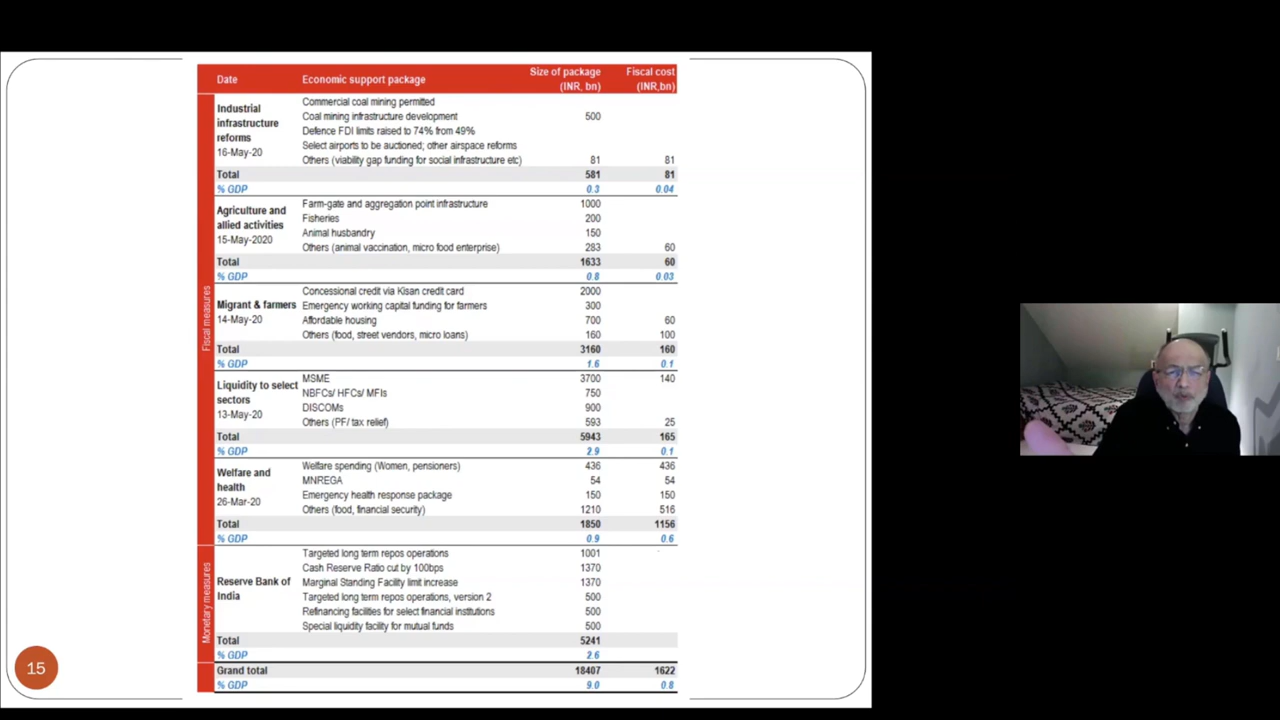 Date Economic support package Size of package (INR, bn) Fiscal cost (INR,bn)
Fiscal measures
Industrial infrastructure reforms
16-May-20
Commercial coal mining permitted
Coal mining infrastructure development 500
Defence FDI limits raised to 74% from 49%
Select airports to be auctioned; other airspace reforms
Others (viability gap funding for social infrastructure etc) 81 81
Total 581 81
% GDP 0.3 0.04
Agriculture and allied activities
15-May-2020
Farm-gate and aggregation point infrastructure 1000
Fisheries 200
Animal husbandry 150
Others (animal vaccination, micro food enterprise) 283 60
Total 1633 60
% GDP 0.8 0.03
Migrant & farmers
14-May-20
Concessional credit via Kisan credit card 2000
Emergency working capital funding for farmers 300
Affordable housing 700 60
Others (food, street vendors, micro loans) 160 100
Total 3160 160
% GDP 1.6 0.1
Liquidity to select sectors
13-May-20
MSME 3700 140
NBFCs/ HFCs/ MFIs 750
DISCOMs 900
Others (PF/ tax relief) 593 25
Total 5943 165
% GDP 2.9 0.1
Welfare and health
26-Mar-20
Welfare spending (Women, pensioners) 436 436
MNREGA 54 54
Emergency health response package 150 150
Others (food, financial security) 1210 516
Total 1850 1156
% GDP 0.9 0.6
Monetary measures
Reserve Bank of India
Targeted long term repos operations 1001
Cash Reserve Ratio cut by 100bps 1370
Marginal Standing Facility limit increase 1370
Targeted long term repos operations, version 2 500
Refinancing facilities for select financial institutions 500
Special liquidity facility for mutual funds 500
Total 5241
% GDP 2.6
Grand total 18407 1622
% GDP 9.0 0.8
15